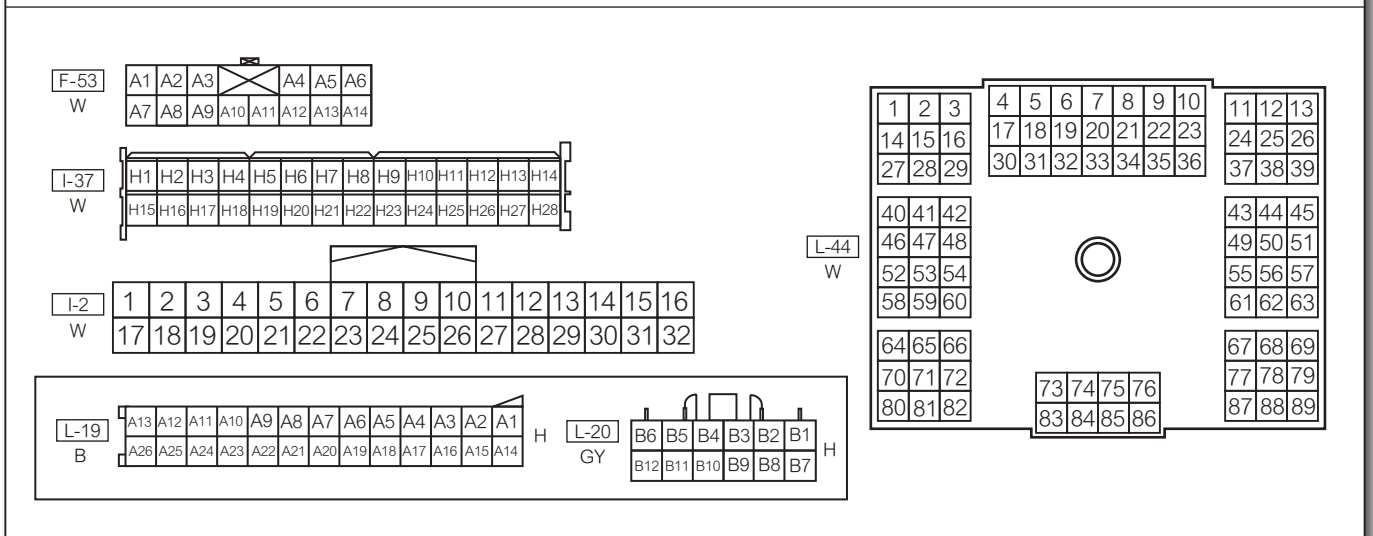 F-53
W
A1 A2 A3 A4 A5 A6
A7 A8 A9 A10 A11 A12 A13 A14
I-37
W
H1 H2 H3 H4 H5 H6 H7 H8 H9 H10 H11 H12 H13 H14
H15 H16 H17 H18 H19 H20 H21 H22 H23 H24 H25 H26 H27 H28
I-2
W
1 2 3 4 5 6 7 8 9 10 11 12 13 14 15 16
17 18 19 20 21 22 23 24 25 26 27 28 29 30 31 32
L-19
B
A13 A12 A11 A10 A9 A8 A7 A6 A5 A4 A3 A2 A1
A26 A25 A24 A23 A22 A21 A20 A19 A18 A17 A16 A15 A14
H
L-20
GY
B6 B5 B4 B3 B2 B1
B12 B11 B10 B9 B8 B7
H
L-44
W
1 2 3 4 5 6 7 8 9 10 11 12 13
14 15 16 17 18 19 20 21 22 23 24 25 26
27 28 29 30 31 32 33 34 35 36 37 38 39
40 41 42 43 44 45
46 47 48 49 50 51
52 53 54 55 56 57
58 59 60 61 62 63
64 65 66 67 68 69
70 71 72 73 74 75 76 77 78 79
80 81 82 83 84 85 86 87 88 89